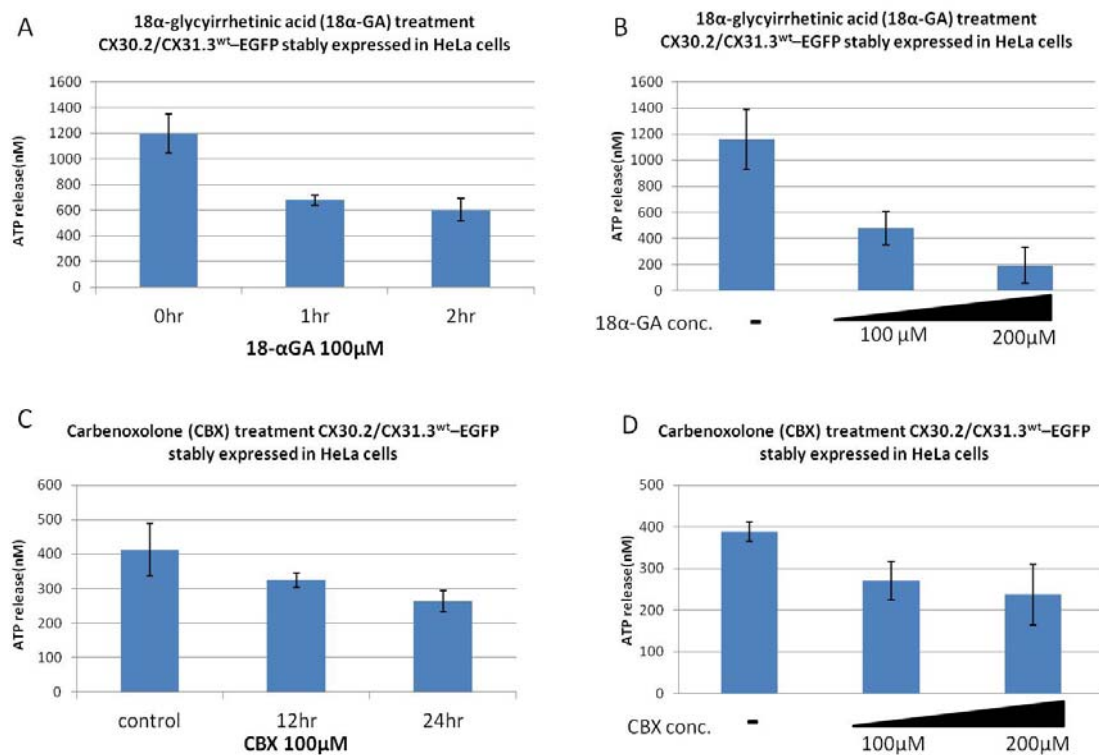 A
18α-glycyirrhetinic acid (18α-GA) treatment
CX30.2/CX31.3wt–EGFP stably expressed in HeLa cells
ATP release(nM)
1600
1400
1200
1000
800
600
400
200
0
0hr 1hr 2hr
18-αGA 100µM
B
18α-glycyirrhetinic acid (18α-GA) treatment
CX30.2/CX31.3wt–EGFP stably expressed in HeLa cells
ATP release(nM)
1600
1400
1200
1000
800
600
400
200
0
18α-GA conc. - 100 µM 200µM
C
Carbenoxolone (CBX) treatment CX30.2/CX31.3wt–EGFP
stably expressed in HeLa cells
ATP release(nM)
600
500
400
300
200
100
0
control 12hr 24hr
CBX 100µM
D
Carbenoxolone (CBX) treatment CX30.2/CX31.3wt–EGFP
stably expressed in HeLa cells
ATP release(nM)
500
400
300
200
100
0
CBX conc. - 100µM 200µM